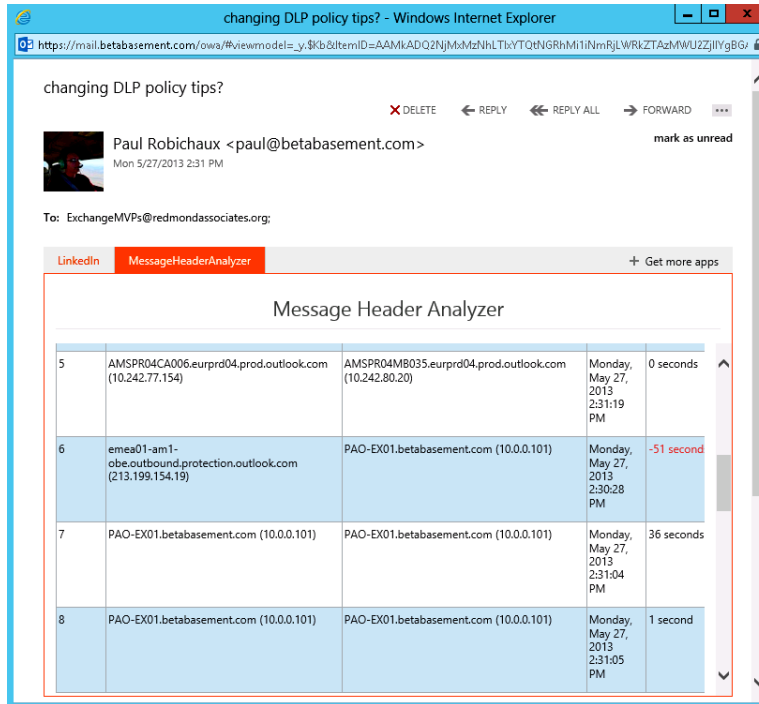 changing DLP policy tips? - Windows Internet Explorer
https://mail.betabasement.com/owa/#viewmodel=_y.$Kb&ItemID=
changing DLP policy tips?
DELETE REPLY REPLY ALL FORWARD ...
Paul Robichaux <paul@betabasement.com>
mark as unread
Mon 5/27/2013 2:31 PM
To: ExchangeMVPs@redmondassociates.org;
LinkedIn MessageHeaderAnalyzer + Get more apps
Message Header Analyzer
5 AMSPR04CA006.eurprd04.prod.outlook.com AMSPR04MB035.eurprd04.prod.outlook.com Monday, 0 seconds
(10.242.77.154) (10.242.80.20) May 27,
2013
2:31:19
PM
6 emea01-am1- PAO-EX01.betabasement.com (10.0.0.101) Monday, -51 second
obe.outbound.protection.outlook.com May 27,
(213.199.154.19) 2013
2:30:28
PM
7 PAO-EX01.betabasement.com (10.0.0.101) PAO-EX01.betabasement.com (10.0.0.101) Monday, 36 seconds
May 27,
2013
2:31:04
PM
8 PAO-EX01.betabasement.com (10.0.0.101) PAO-EX01.betabasement.com (10.0.0.101) Monday, 1 second
May 27,
2013
2:31:05
PM